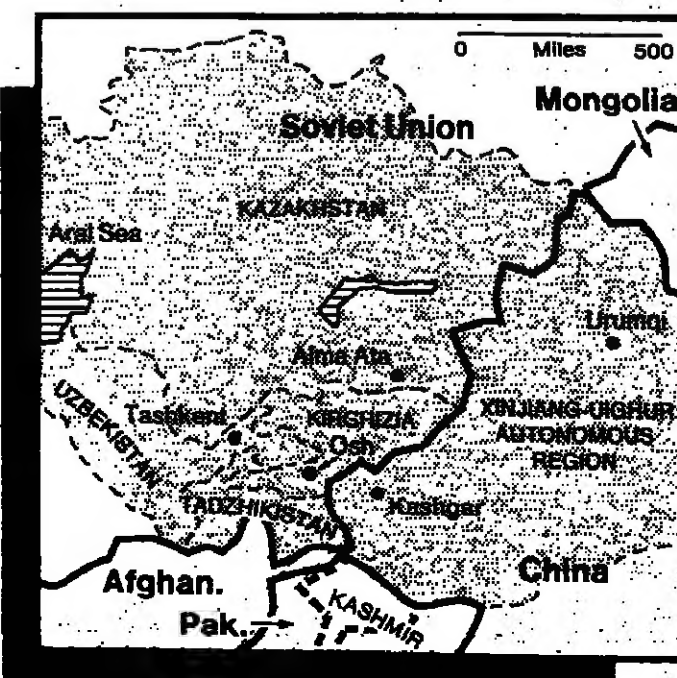 0 Miles 500
Mongolia
Soviet Union
KAZAKHSTAN
Aral Sea
Urumqi
Alma Ata
UZBEKISTAN
Tashkent
KIRGHIZIA
Osh
XINJIANG-UIGHUR
AUTONOMOUS
REGION
TADZHIKISTAN
Kashgar
Afghan.
China
KASHMIR
Pak.